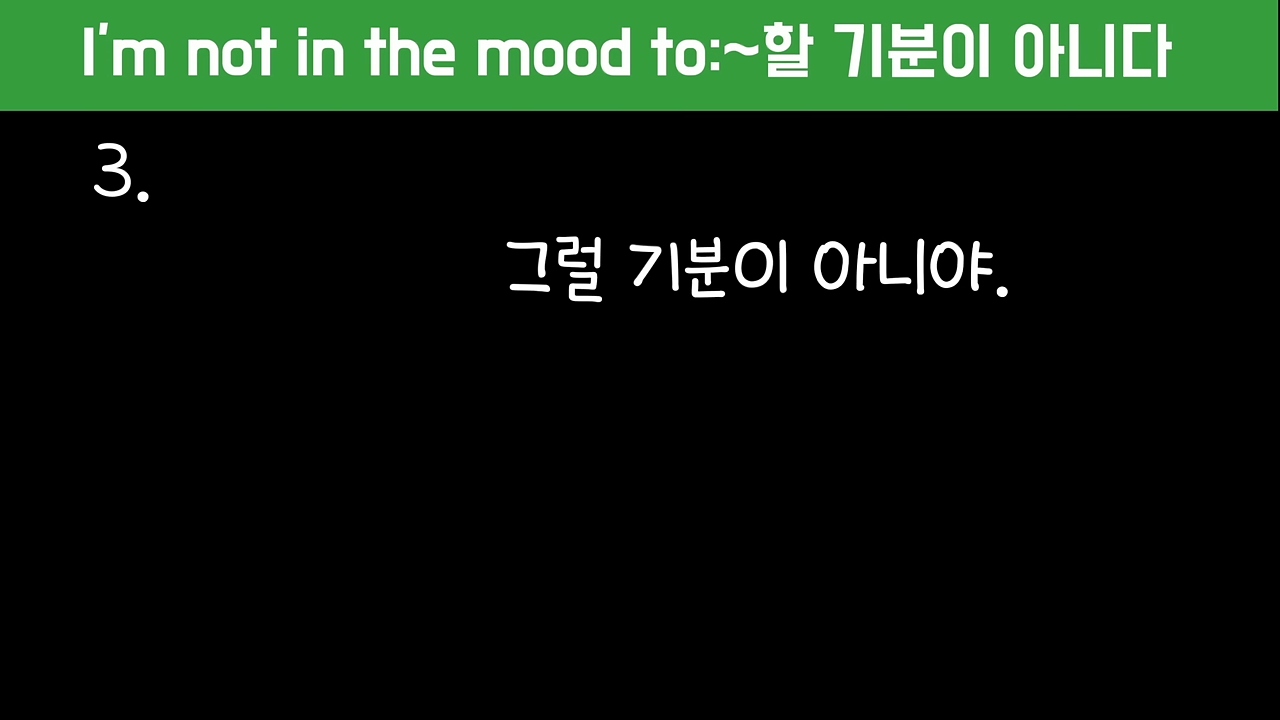 I'm not in the mood to:~할 기분이 아니다
3.
그럴 기분이 아니야.